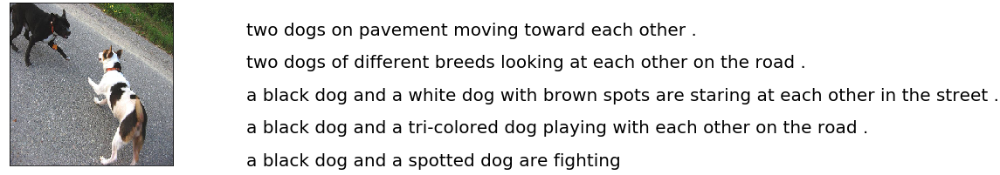 two dogs on pavement moving toward each other .
two dogs of different breeds looking at each other on the road .
a black dog and a white dog with brown spots are staring at each other in the street .
a black dog and a tri-colored dog playing with each other on the road .
a black dog and a spotted dog are fighting